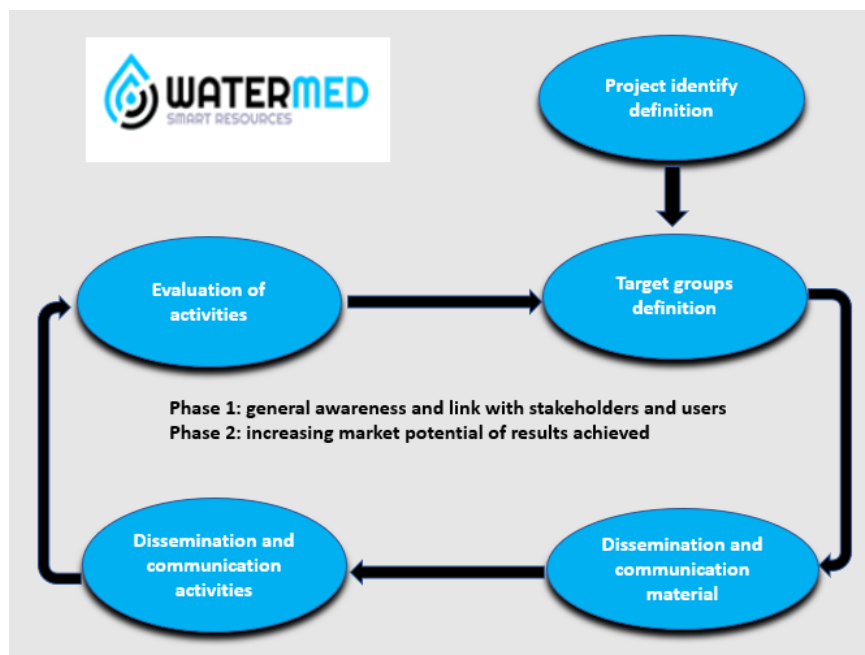 WATERMED
SMART RESOURCES
Project identify
definition
Evaluation of
activities
Target groups
definition
Phase 1: general awareness and link with stakeholders and users
Phase 2: increasing market potential of results achieved
Dissemination and
communication
activities
Dissemination and
communication
material